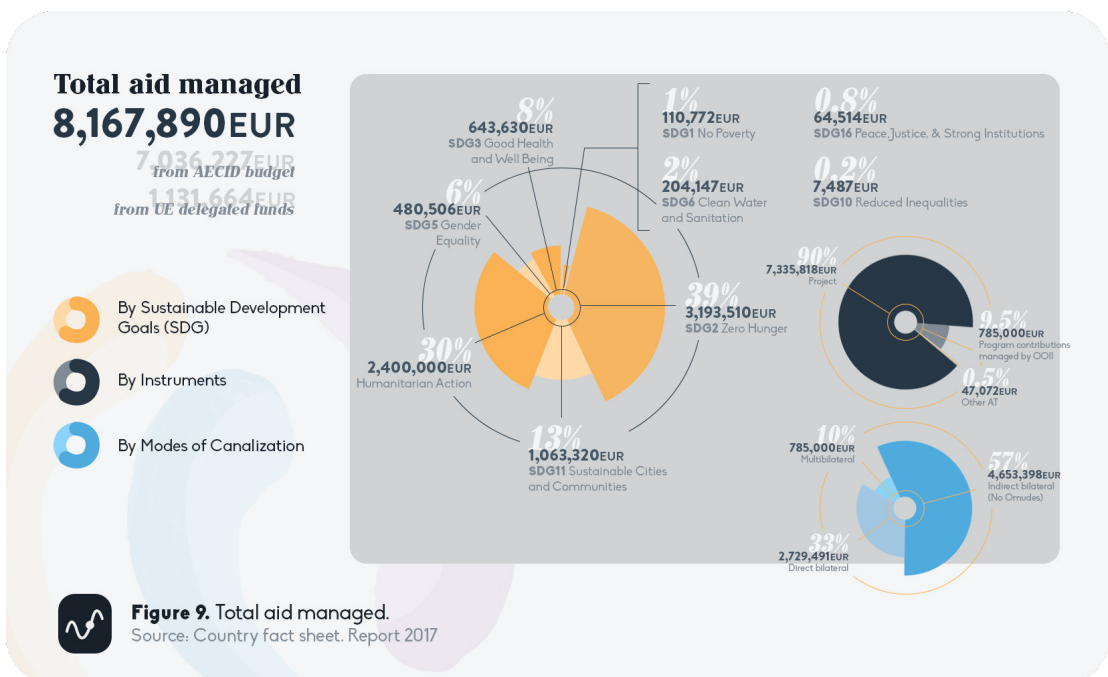 Total aid managed
8,167,890EUR
7,036,227EUR
from AECID budget
1,131,664EUR
from UE delegated funds
By Sustainable Development
Goals (SDG)
By Instruments
By Modes of Canalization
8%
643,630EUR
SDG3 Good Health
and Well Being
6%
480,506EUR
SDG5 Gender
Equality
30%
2,400,000EUR
Humanitarian Action
13%
1,063,320EUR
SDG11 Sustainable Cities
and Communities
39%
3,193,510EUR
SDG2 Zero Hunger
1%
110,772EUR
SDG1 No Poverty
2%
204,147EUR
SDG6 Clean Water
and Sanitation
0.8%
64,514EUR
SDG16 Peace,Justice, & Strong Institutions
0.2%
7,487EUR
SDG10 Reduced Inequalities
90%
7,335,818EUR
Project
9.5%
785,000EUR
Program contributions
managed by OOII
0.5%
47,072EUR
Other AT
10%
785,000EUR
Multibilateral
57%
4,653,398EUR
Indirect bilateral
(No Omudes)
33%
2,729,491EUR
Direct bilateral
Figure 9. Total aid managed.
Source: Country fact sheet. Report 2017